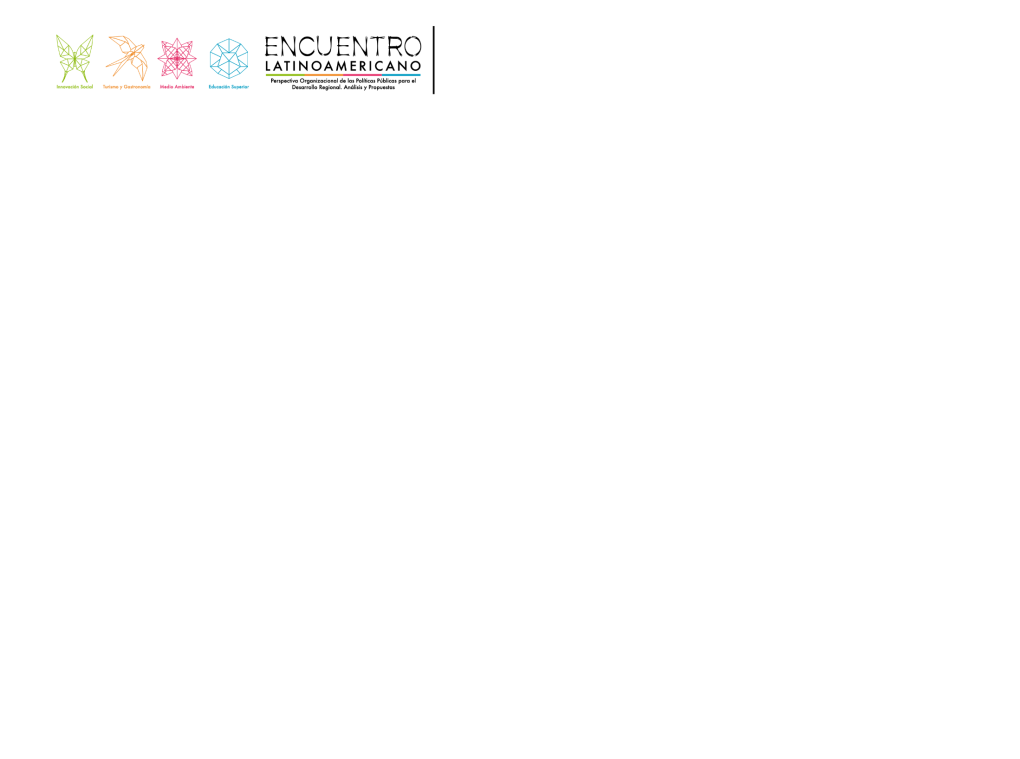 ENCUENTRO
LATINOAMERICANO
Perspectiva Organizacional de las Políticas Públicas para el
Desarrollo Regional. Análisis y Propuestas
Innovación Social
Turismo y Gastronomía
Medio Ambiente
Educación Superior